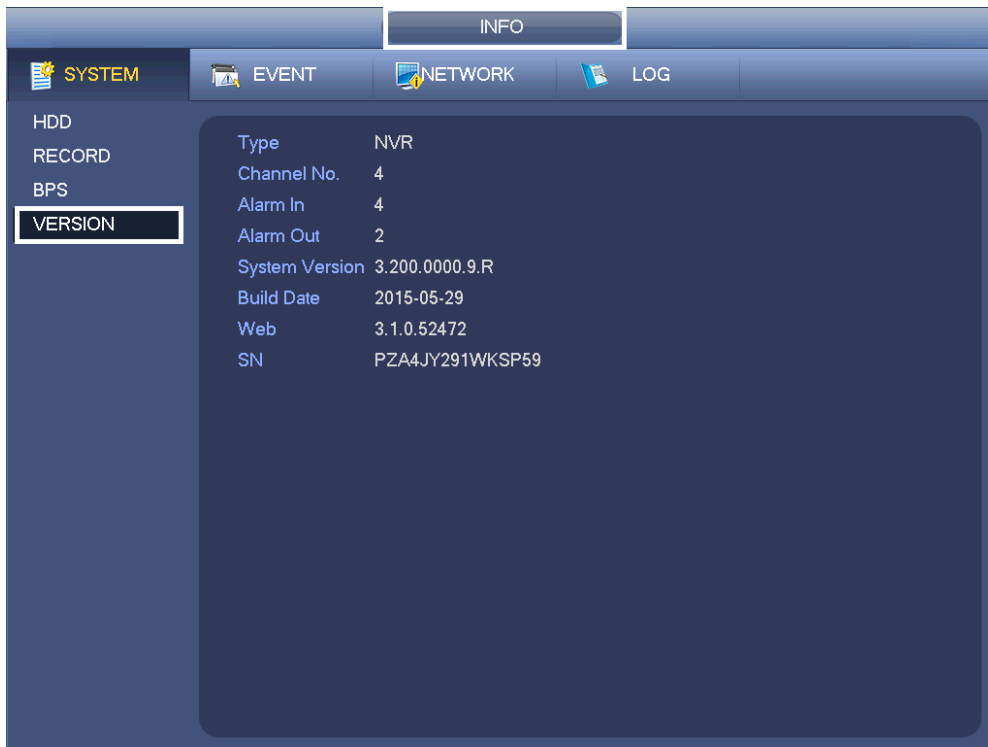 INFO
SYSTEM EVENT NETWORK LOG
HDD
RECORD
BPS
VERSION
Type NVR
Channel No. 4
Alarm In 4
Alarm Out 2
System Version 3.200.0000.9.R
Build Date 2015-05-29
Web 3.1.0.52472
SN PZA4JY291WKSP59